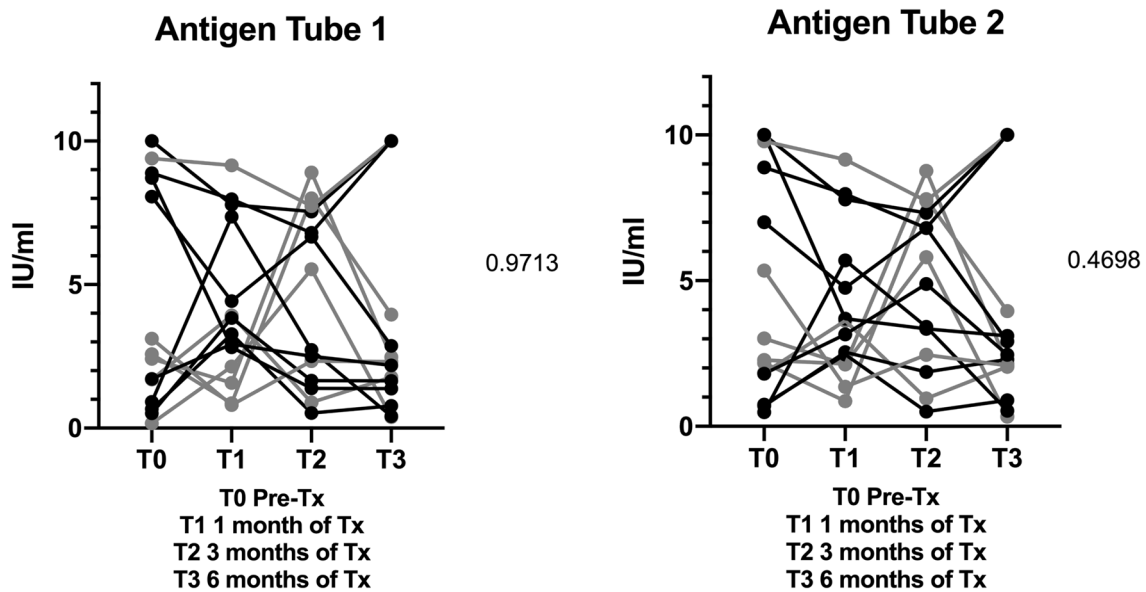 Antigen Tube 1
10
5
0
IU/ml
T0 T1 T2 T3
0.9713
T0 Pre-Tx
T1 1 month of Tx
T2 3 months of Tx
T3 6 months of Tx
Antigen Tube 2
10
5
0
IU/ml
T0 T1 T2 T3
0.4698
T0 Pre-Tx
T1 1 months of Tx
T2 3 months of Tx
T3 6 months of Tx